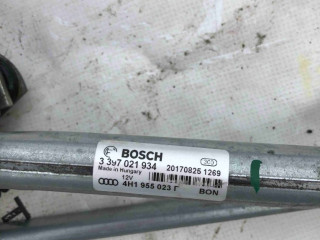 BOSCH
3 397 021 934 20170825 1269
Made in Hungary
12V
4H1 955 023 F BON